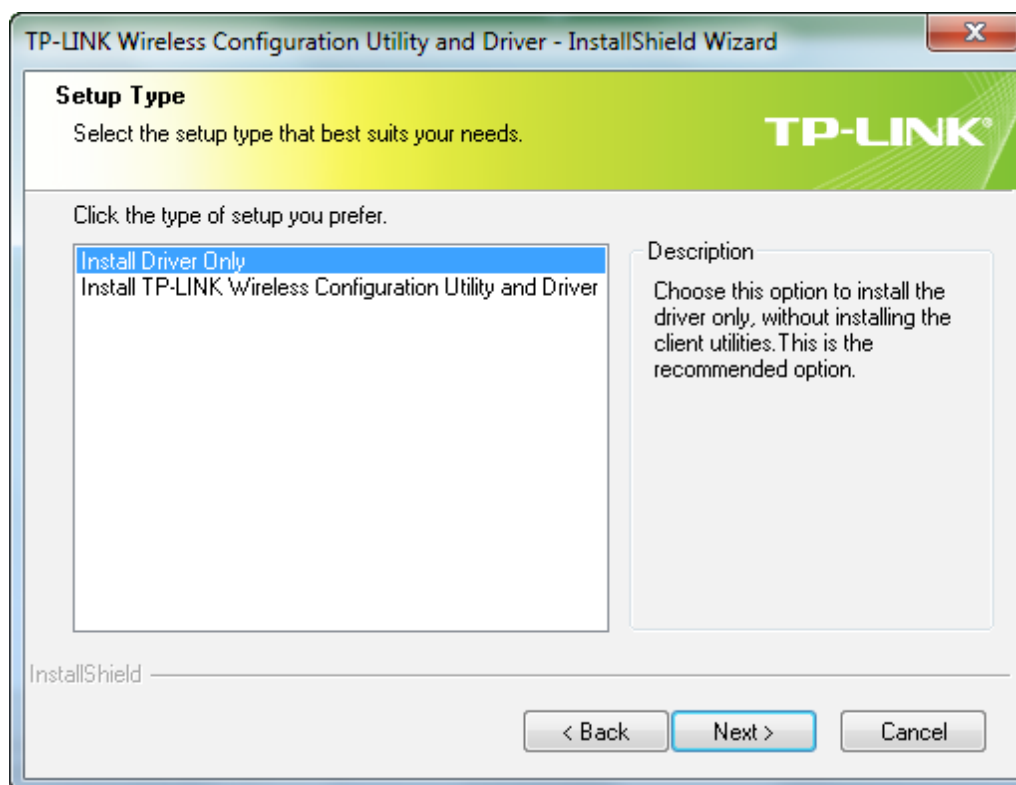 TP-LINK Wireless Configuration Utility and Driver - InstallShield Wizard
Setup Type
Select the setup type that best suits your needs.
TP-LINK®
Click the type of setup you prefer.
Install Driver Only
Install TP-LINK Wireless Configuration Utility and Driver
Description
Choose this option to install the
driver only, without installing the
client utilities.This is the
recommended option.
InstallShield
< Back
Next >
Cancel